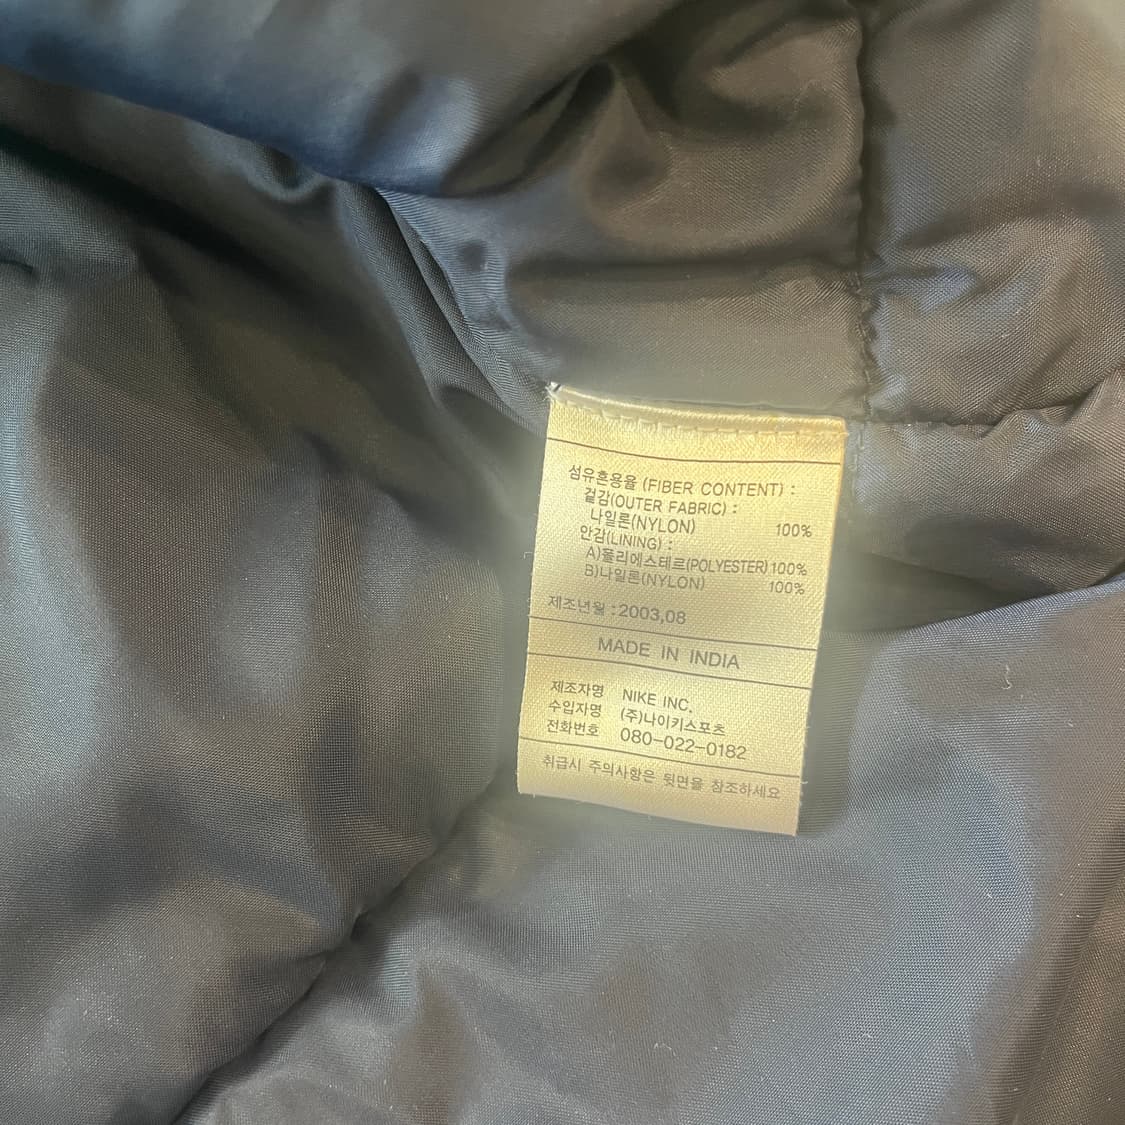 섬유혼용율 (FIBER CONTENT) :
겉감(OUTER FABRIC) :
나일론(NYLON) 100%
안감(LINING) :
A)폴리에스테르(POLYESTER) 100%
B)나일론(NYLON) 100%
제조년월 : 2003,08
MADE IN INDIA
제조자명 NIKE INC.
수입자명 (주)나이키스포츠
전화번호 080-022-0182
취급시 주의사항은 뒷면을 참조하세요